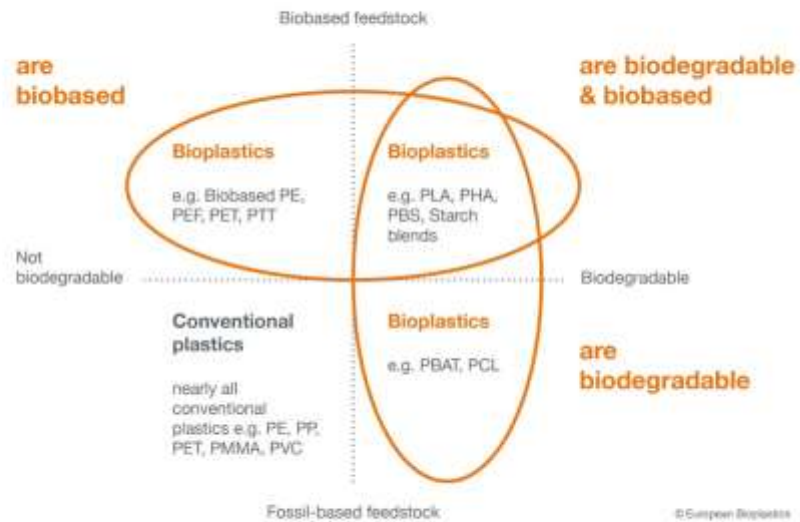 Biobased feedstock
are
biobased
are biodegradable
& biobased
Bioplastics
e.g. Biobased PE,
PEF, PET, PTT
Bioplastics
e.g. PLA, PHA,
PBS, Starch
blends
Not
biodegradable
Biodegradable
Conventional
plastics
nearly all
conventional
plastics e.g. PE, PP,
PET, PMMA, PVC
Bioplastics
e.g. PBAT, PCL
are
biodegradable
Fossil-based feedstock
© European Bioplastics